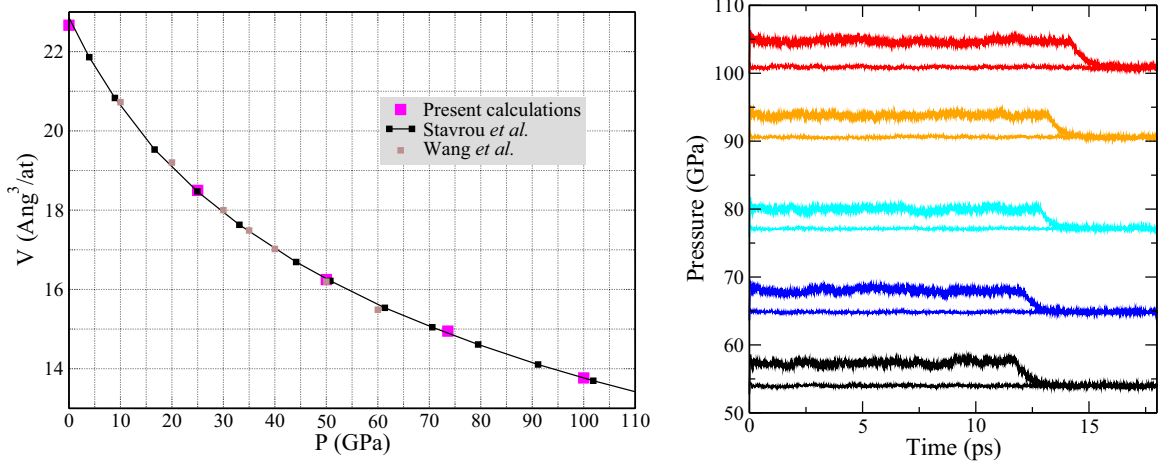 22
20
18
16
14
V (Ang³/at)
Present calculations
Stavrou et al.
Wang et al.
0 10 20 30 40 50 60 70 80 90 100 110
P (GPa)
110
100
90
80
70
60
50
Pressure (GPa)
0 5 10 15
Time (ps)